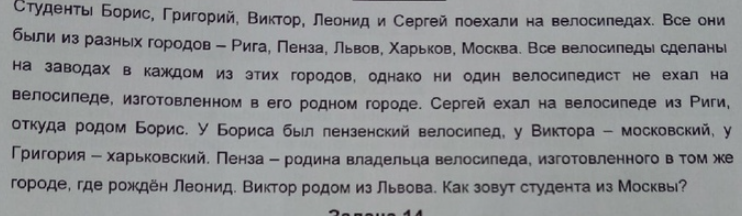 Студенты Борис, Григорий, Виктор, Леонид и Сергей поехали на велосипедах. Все они
были из разных городов – Рига, Пенза, Львов, Харьков, Москва. Все велосипеды сделаны
на заводах в каждом из этих городов, однако ни один велосипедист не ехал на
велосипеде, изготовленном в его родном городе. Сергей ехал на велосипеде из Риги,
откуда родом Борис. У Бориса был пензенский велосипед, у Виктора – московский, у
Григория – харьковский. Пенза – родина владельца велосипеда, изготовленного в том же
городе, где рождён Леонид. Виктор родом из Львова. Как зовут студента из Москвы?